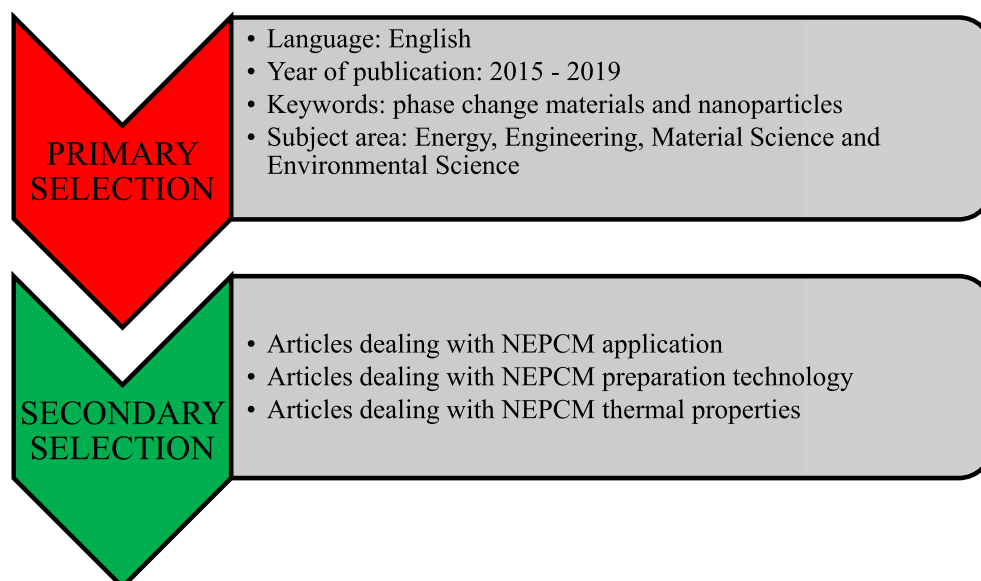 PRIMARY
SELECTION
• Language: English
• Year of publication: 2015 - 2019
• Keywords: phase change materials and nanoparticles
• Subject area: Energy, Engineering, Material Science and
Environmental Science
SECONDARY
SELECTION
• Articles dealing with NEPCM application
• Articles dealing with NEPCM preparation technology
• Articles dealing with NEPCM thermal properties